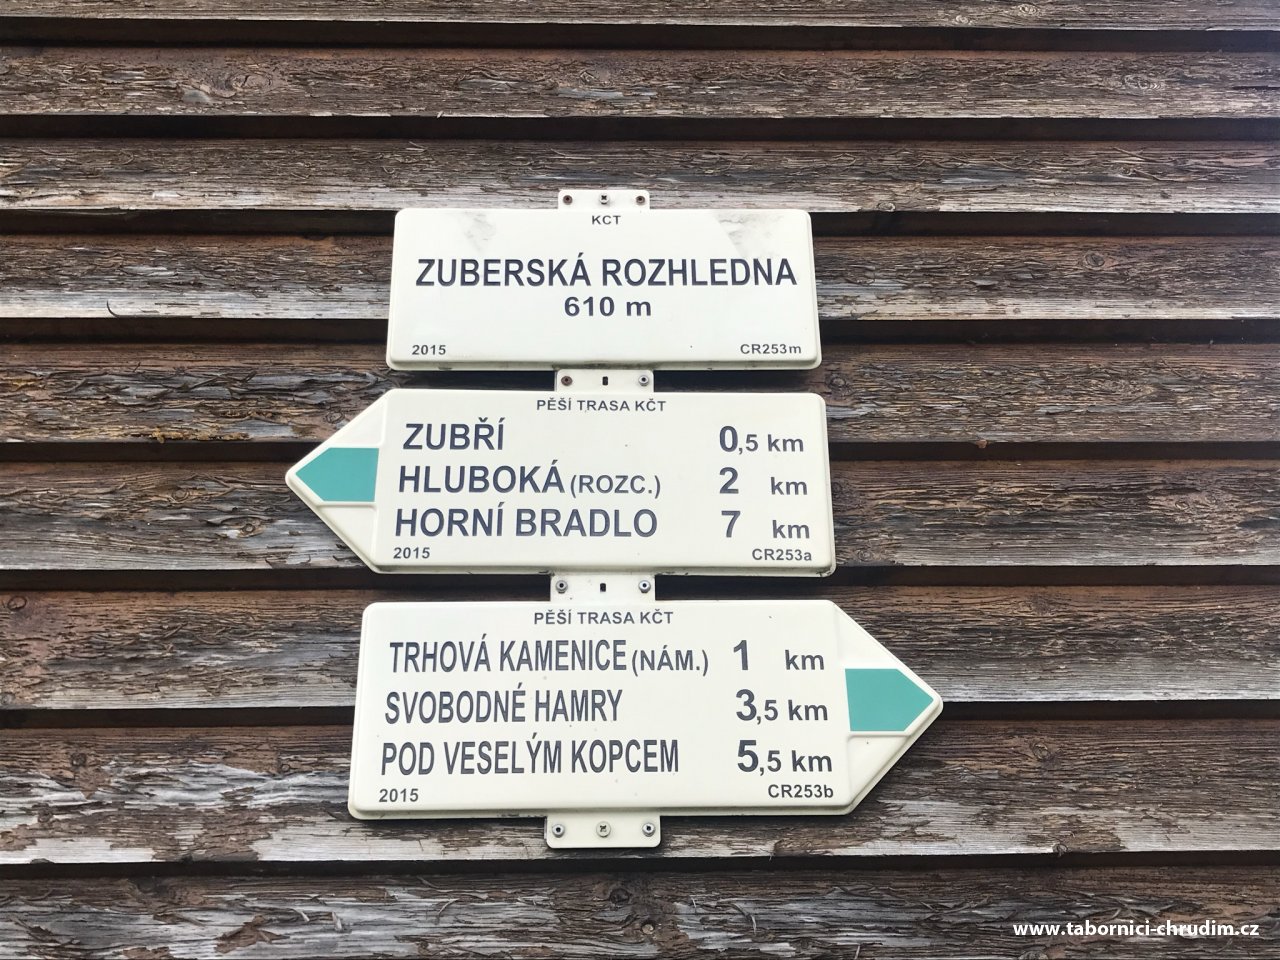 KCT
ZUBERSKÁ ROZHLEDNA
610 m
2015 CR253m
PĚŠÍ TRASA KČT
ZUBŘÍ 0,5 km
HLUBOKÁ (ROZC.) 2 km
HORNÍ BRADLO 7 km
2015 CR253a
PĚŠÍ TRASA KČT
TRHOVÁ KAMENICE (NÁM.) 1 km
SVOBODNÉ HAMRY 3,5 km
POD VESELÝM KOPCEM 5,5 km
2015 CR253b
www.tabornici-chrudim.cz